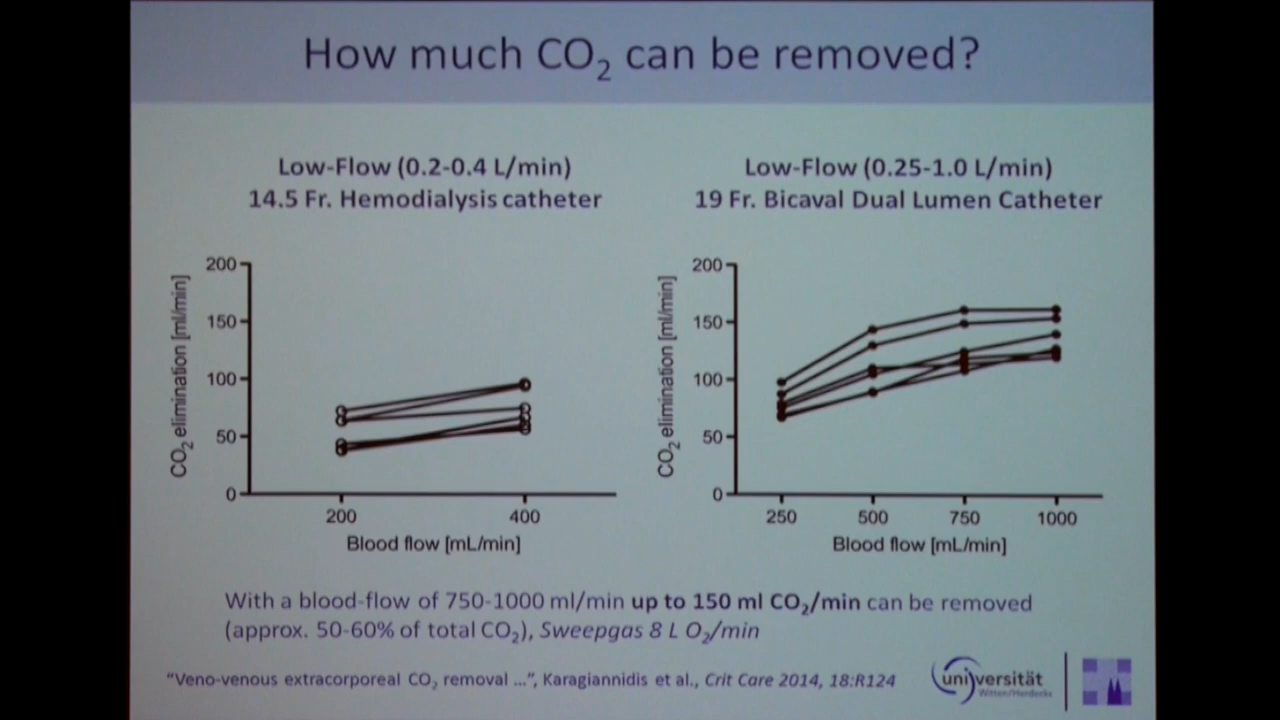 How much CO₂ can be removed?
Low-Flow (0.2-0.4 L/min)
14.5 Fr. Hemodialysis catheter
Low-Flow (0.25-1.0 L/min)
19 Fr. Bicaval Dual Lumen Catheter
CO₂ elimination [ml/min]
200
150
100
50
0
200 400
Blood flow [mL/min]
CO₂ elimination [ml/min]
200
150
100
50
0
250 500 750 1000
Blood flow [mL/min]
With a blood-flow of 750-1000 ml/min up to 150 ml CO₂/min can be removed
(approx. 50-60% of total CO₂), Sweepgas 8 L O₂/min
"Veno-venous extracorporeal CO₂ removal ...", Karagiannidis et al., Crit Care 2014, 18:R124
universität
Witten/Herdecke